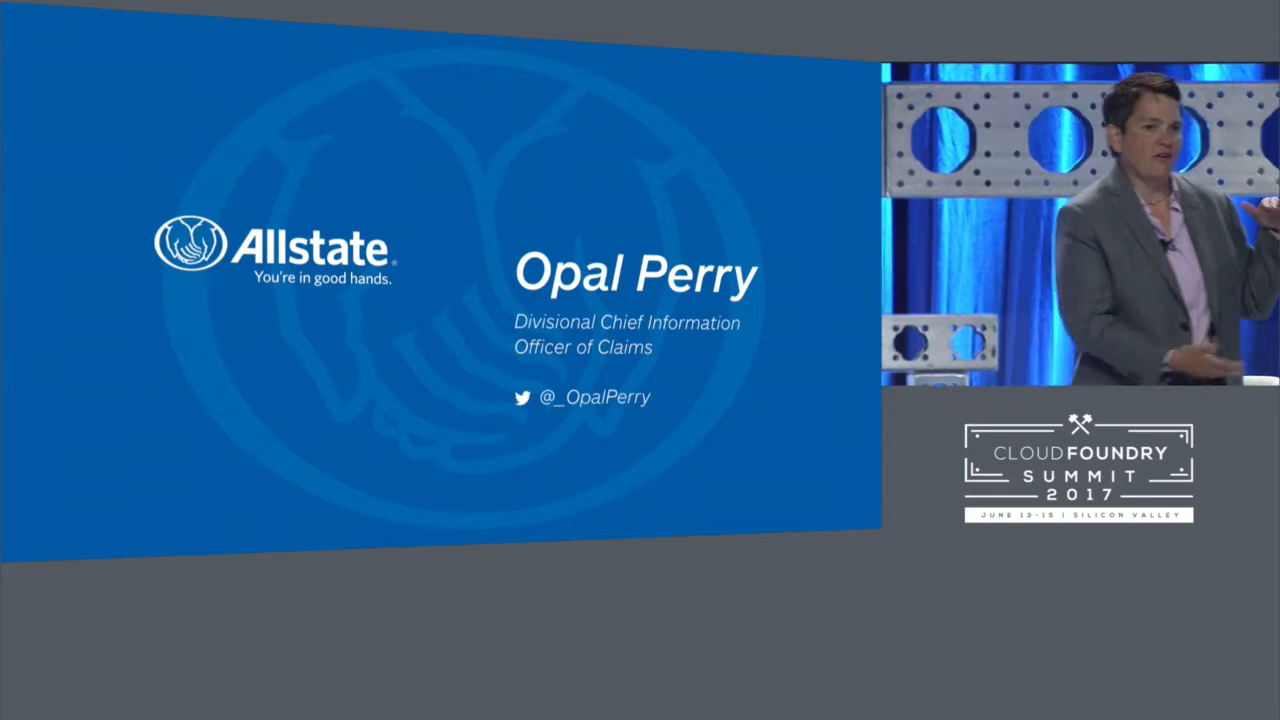 Allstate®
You're in good hands.
Opal Perry
Divisional Chief Information
Officer of Claims
@_OpalPerry
CLOUD FOUNDRY
SUMMIT
2017
JUNE 13-15 | SILICON VALLEY